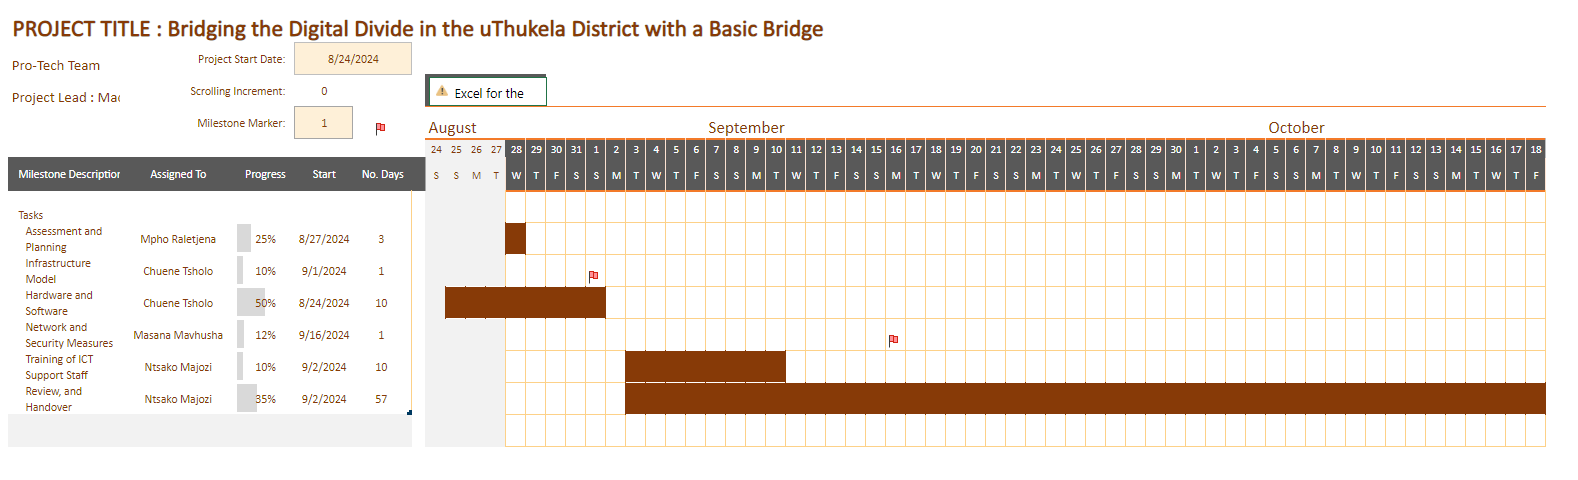 PROJECT TITLE : Bridging the Digital Divide in the uThukela District with a Basic Bridge
Pro-Tech Team
Project Start Date: 8/24/2024
Project Lead :
Scrolling Increment: 0
Excel for the
Milestone Marker: 1
August September October
24 25 26 27 28 29 30 31 1 2 3 4 5 6 7 8 9 10 11 12 13 14 15 16 17 18 19 20 21 22 23 24 25 26 27 28 29 30 1 2 3 4 5 6 7 8 9 10 11 12 13 14 15 16 17 18
Milestone Description Assigned To Progress Start No. Days
S S M T W T F S S M T W T F S S M T W T F S S M T W T F S S M T W T F S S M T W T F S S M T W T F S S M T W T F
Tasks
Assessment and
Planning
Mpho Raletjena 25% 8/27/2024 3
Infrastructure
Model
Chuene Tsholo 10% 9/1/2024 1
Hardware and
Software
Chuene Tsholo 50% 8/24/2024 10
Network and
Security Measures
Masana Mavhusha 12% 9/16/2024 1
Training of ICT
Support Staff
Ntsako Majozi 10% 9/2/2024 10
Review, and
Handover
Ntsako Majozi 35% 9/2/2024 57